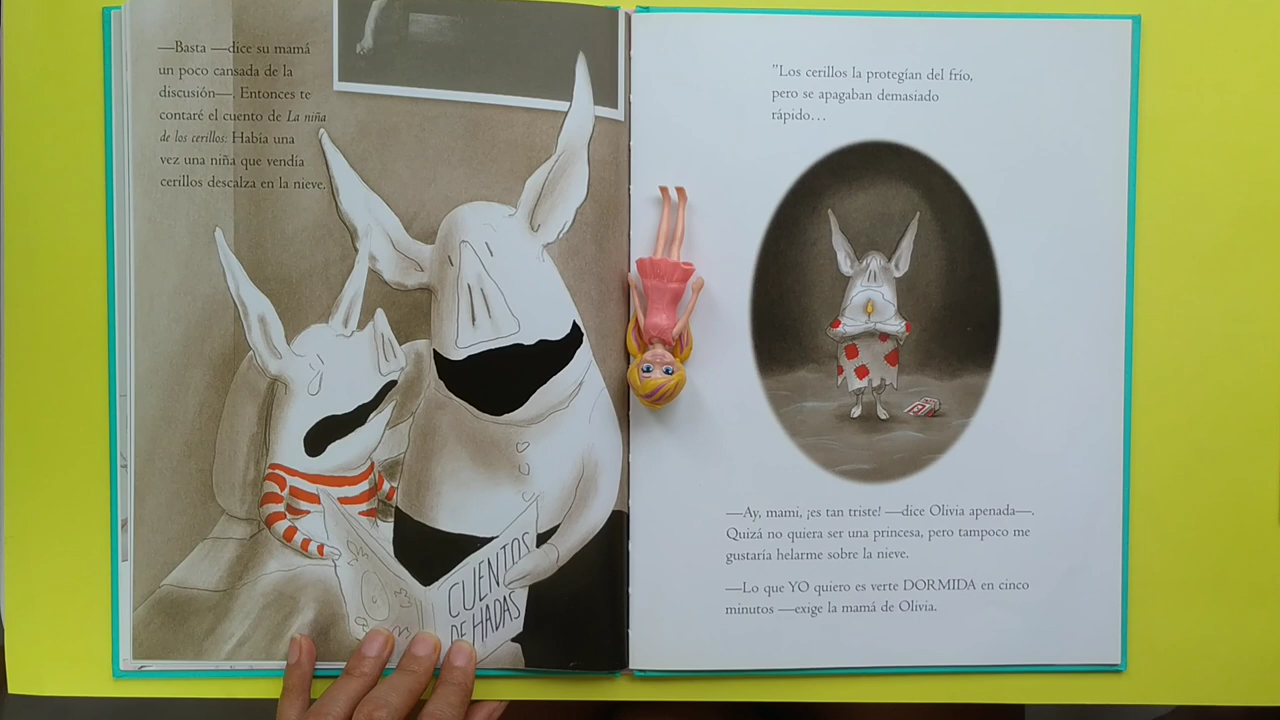 —Basta —dice su mamá
un poco cansada de la
discusión—. Entonces te
contaré el cuento de La niña
de los cerillos: Había una
vez una niña que vendía
cerillos descalza en la nieve.
CUENTOS
DE HADAS
"Los cerillos la protegían del frío,
pero se apagaban demasiado
rápido…
—Ay, mami, ¡es tan triste! —dice Olivia apenada—.
Quizá no quiera ser una princesa, pero tampoco me
gustaría helarme sobre la nieve.
—Lo que YO quiero es verte DORMIDA en cinco
minutos —exige la mamá de Olivia.